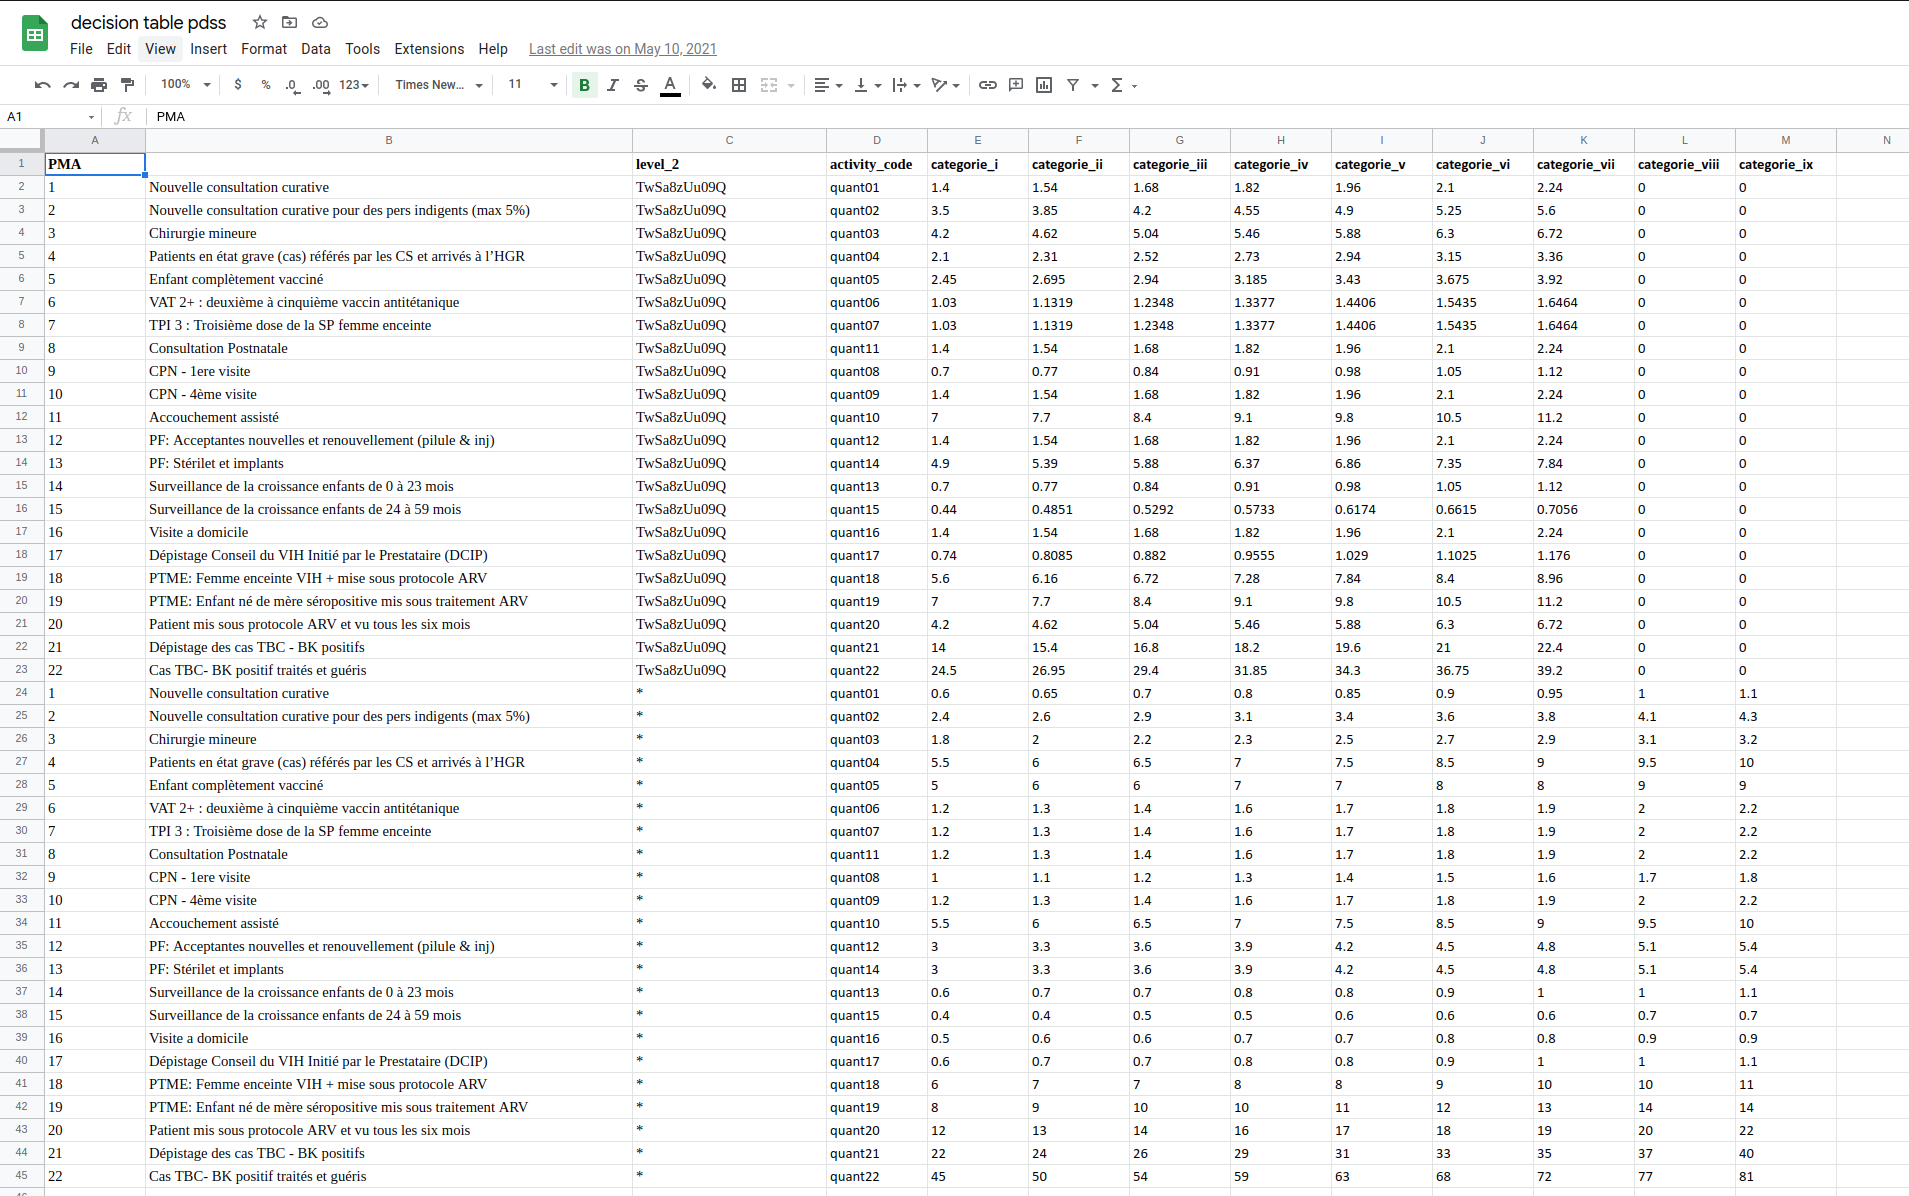 decision table pdss
File Edit View Insert Format Data Tools Extensions Help Last edit was on May 10, 2021
100% $ % .0 .00 123 Times New... 11 B I S A
A1 fx PMA
A B C D E F G H I J K L M N
1 PMA level_2 activity_code categorie_i categorie_ii categorie_iii categorie_iv categorie_v categorie_vi categorie_vii categorie_viii categorie_ix
2 1 Nouvelle consultation curative TwSa8zUu09Q quant01 1.4 1.54 1.68 1.82 1.96 2.1 2.24 0 0
3 2 Nouvelle consultation curative pour des pers indigents (max 5%) TwSa8zUu09Q quant02 3.5 3.85 4.2 4.55 4.9 5.25 5.6 0 0
4 3 Chirurgie mineure TwSa8zUu09Q quant03 4.2 4.62 5.04 5.46 5.88 6.3 6.72 0 0
5 4 Patients en état grave (cas) référés par les CS et arrivés à l’HGR TwSa8zUu09Q quant04 2.1 2.31 2.52 2.73 2.94 3.15 3.36 0 0
6 5 Enfant complètement vacciné TwSa8zUu09Q quant05 2.45 2.695 2.94 3.185 3.43 3.675 3.92 0 0
7 6 VAT 2+ : deuxième à cinquième vaccin antitétanique TwSa8zUu09Q quant06 1.03 1.1319 1.2348 1.3377 1.4406 1.5435 1.6464 0 0
8 7 TPI 3 : Troisième dose de la SP femme enceinte TwSa8zUu09Q quant07 1.03 1.1319 1.2348 1.3377 1.4406 1.5435 1.6464 0 0
9 8 Consultation Postnatale TwSa8zUu09Q quant11 1.4 1.54 1.68 1.82 1.96 2.1 2.24 0 0
10 9 CPN - 1ere visite TwSa8zUu09Q quant08 0.7 0.77 0.84 0.91 0.98 1.05 1.12 0 0
11 10 CPN - 4ème visite TwSa8zUu09Q quant09 1.4 1.54 1.68 1.82 1.96 2.1 2.24 0 0
12 11 Accouchement assisté TwSa8zUu09Q quant10 7 7.7 8.4 9.1 9.8 10.5 11.2 0 0
13 12 PF: Acceptantes nouvelles et renouvellement (pilule & inj) TwSa8zUu09Q quant12 1.4 1.54 1.68 1.82 1.96 2.1 2.24 0 0
14 13 PF: Stérilet et implants TwSa8zUu09Q quant14 4.9 5.39 5.88 6.37 6.86 7.35 7.84 0 0
15 14 Surveillance de la croissance enfants de 0 à 23 mois TwSa8zUu09Q quant13 0.7 0.77 0.84 0.91 0.98 1.05 1.12 0 0
16 15 Surveillance de la croissance enfants de 24 à 59 mois TwSa8zUu09Q quant15 0.44 0.4851 0.5292 0.5733 0.6174 0.6615 0.7056 0 0
17 16 Visite a domicile TwSa8zUu09Q quant16 1.4 1.54 1.68 1.82 1.96 2.1 2.24 0 0
18 17 Dépistage Conseil du VIH Initié par le Prestataire (DCIP) TwSa8zUu09Q quant17 0.74 0.8085 0.882 0.9555 1.029 1.1025 1.176 0 0
19 18 PTME: Femme enceinte VIH + mise sous protocole ARV TwSa8zUu09Q quant18 5.6 6.16 6.72 7.28 7.84 8.4 8.96 0 0
20 19 PTME: Enfant né de mère séropositive mis sous traitement ARV TwSa8zUu09Q quant19 7 7.7 8.4 9.1 9.8 10.5 11.2 0 0
21 20 Patient mis sous protocole ARV et vu tous les six mois TwSa8zUu09Q quant20 4.2 4.62 5.04 5.46 5.88 6.3 6.72 0 0
22 21 Dépistage des cas TBC - BK positifs TwSa8zUu09Q quant21 14 15.4 16.8 18.2 19.6 21 22.4 0 0
23 22 Cas TBC- BK positif traités et guéris TwSa8zUu09Q quant22 24.5 26.95 29.4 31.85 34.3 36.75 39.2 0 0
24 1 Nouvelle consultation curative * quant01 0.6 0.65 0.7 0.8 0.85 0.9 0.95 1 1.1
25 2 Nouvelle consultation curative pour des pers indigents (max 5%) * quant02 2.4 2.6 2.9 3.1 3.4 3.6 3.8 4.1 4.3
26 3 Chirurgie mineure * quant03 1.8 2 2.2 2.3 2.5 2.7 2.9 3.1 3.2
27 4 Patients en état grave (cas) référés par les CS et arrivés à l’HGR * quant04 5.5 6 6.5 7 7.5 8.5 9 9.5 10
28 5 Enfant complètement vacciné * quant05 5 6 6 7 7 8 8 9 9
29 6 VAT 2+ : deuxième à cinquième vaccin antitétanique * quant06 1.2 1.3 1.4 1.6 1.7 1.8 1.9 2 2.2
30 7 TPI 3 : Troisième dose de la SP femme enceinte * quant07 1.2 1.3 1.4 1.6 1.7 1.8 1.9 2 2.2
31 8 Consultation Postnatale * quant11 1.2 1.3 1.4 1.6 1.7 1.8 1.9 2 2.2
32 9 CPN - 1ere visite * quant08 1 1.1 1.2 1.3 1.4 1.5 1.6 1.7 1.8
33 10 CPN - 4ème visite * quant09 1.2 1.3 1.4 1.6 1.7 1.8 1.9 2 2.2
34 11 Accouchement assisté * quant10 5.5 6 6.5 7 7.5 8.5 9 9.5 10
35 12 PF: Acceptantes nouvelles et renouvellement (pilule & inj) * quant12 3 3.3 3.6 3.9 4.2 4.5 4.8 5.1 5.4
36 13 PF: Stérilet et implants * quant14 3 3.3 3.6 3.9 4.2 4.5 4.8 5.1 5.4
37 14 Surveillance de la croissance enfants de 0 à 23 mois * quant13 0.6 0.7 0.7 0.8 0.8 0.9 1 1 1.1
38 15 Surveillance de la croissance enfants de 24 à 59 mois * quant15 0.4 0.4 0.5 0.5 0.6 0.6 0.6 0.7 0.7
39 16 Visite a domicile * quant16 0.5 0.6 0.6 0.7 0.7 0.8 0.8 0.9 0.9
40 17 Dépistage Conseil du VIH Initié par le Prestataire (DCIP) * quant17 0.6 0.7 0.7 0.8 0.8 0.9 1 1 1.1
41 18 PTME: Femme enceinte VIH + mise sous protocole ARV * quant18 6 7 7 8 8 9 10 10 11
42 19 PTME: Enfant né de mère séropositive mis sous traitement ARV * quant19 8 9 10 10 11 12 13 14 14
43 20 Patient mis sous protocole ARV et vu tous les six mois * quant20 12 13 14 16 17 18 19 20 22
44 21 Dépistage des cas TBC - BK positifs * quant21 22 24 26 29 31 33 35 37 40
45 22 Cas TBC- BK positif traités et guéris * quant22 45 50 54 59 63 68 72 77 81